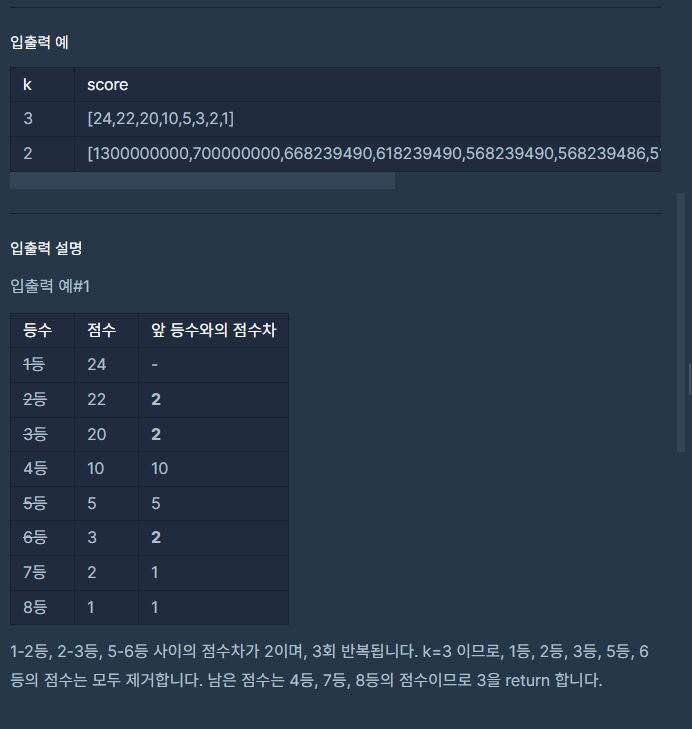 입출력 예
k score
3 [24,22,20,10,5,3,2,1]
2 [1300000000,700000000,668239490,618239490,568239490,568239486,5
입출력 설명
입출력 예#1
등수 점수 앞 등수와의 점수차
1등 24 -
2등 22 2
3등 20 2
4등 10 10
5등 5 5
6등 3 2
7등 2 1
8등 1 1
1-2등, 2-3등, 5-6등 사이의 점수차가 2이며, 3회 반복됩니다. k=3 이므로, 1등, 2등, 3등, 5등, 6
등의 점수는 모두 제거합니다. 남은 점수는 4등, 7등, 8등의 점수이므로 3을 return 합니다.